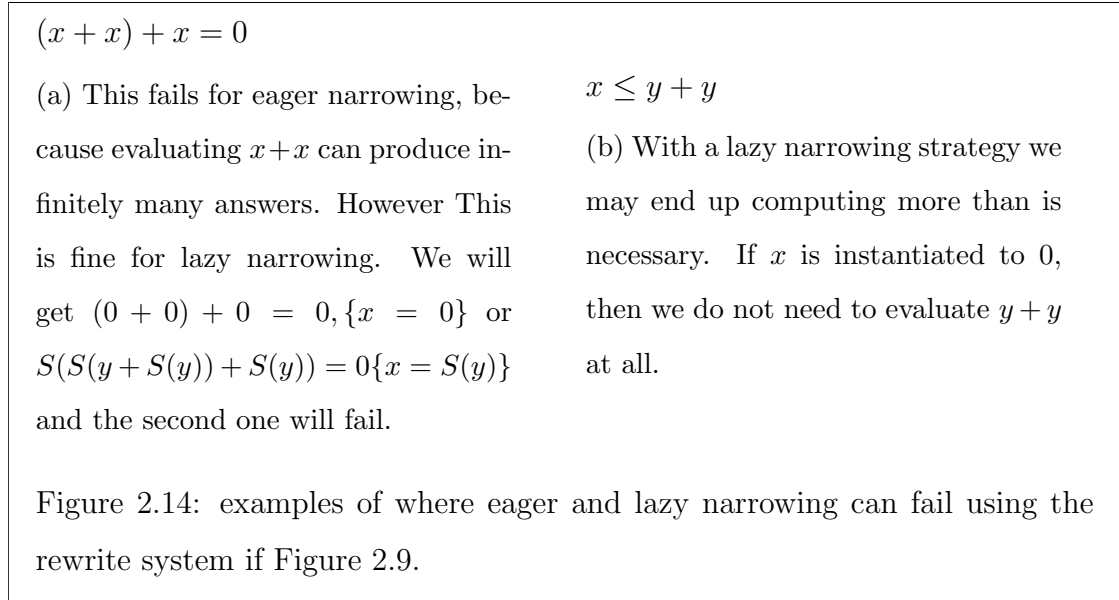 (x + x) + x = 0
(a) This fails for eager narrowing, be-
cause evaluating x+x can produce in-
finitely many answers. However This
is fine for lazy narrowing. We will
get (0 + 0) + 0 = 0, {x = 0} or
S(S(y + S(y)) + S(y)) = 0{x = S(y)}
and the second one will fail.
x ≤ y + y
(b) With a lazy narrowing strategy we
may end up computing more than is
necessary. If x is instantiated to 0,
then we do not need to evaluate y + y
at all.
Figure 2.14: examples of where eager and lazy narrowing can fail using the
rewrite system if Figure 2.9.